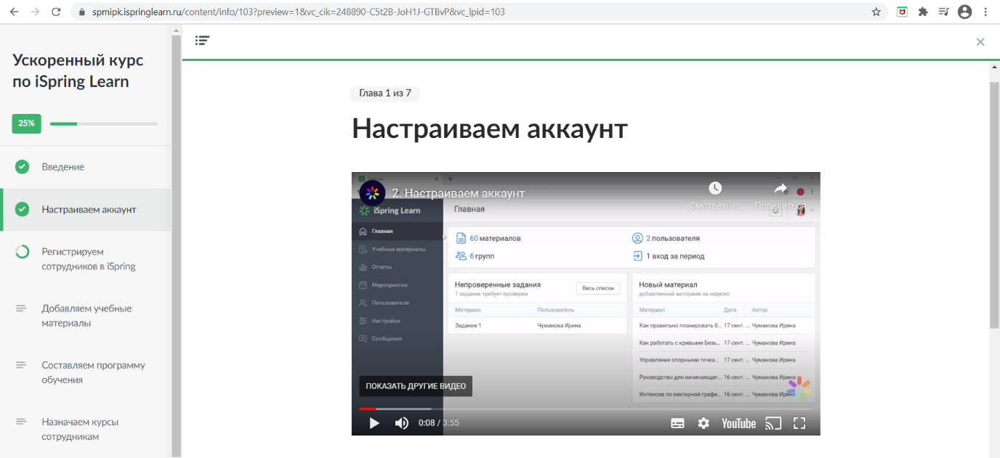 spmipk.ispringlearn.ru/content/info/103?preview=1&vc_cik=248890-C5t2B-JoH1J-GTBvP&vc_lpid=103
Ускоренный курс
по iSpring Learn
25%
Введение
Настраиваем аккаунт
Регистрируем
сотрудников в iSpring
Добавляем учебные
материалы
Составляем программу
обучения
Назначаем курсы
сотрудникам
Глава 1 из 7
Настраиваем аккаунт
2. Настраиваем аккаунт
Смотреть...
Поделиться
iSpring Learn
Главная
Учебные материалы
Отчеты
Мероприятия
Пользователи
Настройки
Сообщения
Главная
60 материалов
2 пользователя
6 групп
1 вход за период
Непроверенные задания
1 задание требует проверки
Весь список
Материал Пользователь
Задание 1 Чуманова Ирина
Новый материал
добавленный авторами за неделю
Материал Дата Автор
Как правильно планировать б... 17 сент. ... Чуманова Ирина
Как работать с кривыми Безь... 17 сент. ... Чуманова Ирина
Управление опорными точка... 17 сент. ... Чуманова Ирина
Руководство для начинающег... 16 сент. ... Чуманова Ирина
Интенсив по векторной графи... 16 сент. ... Чуманова Ирина
ПОКАЗАТЬ ДРУГИЕ ВИДЕО
0:08 / 3:55
YouTube